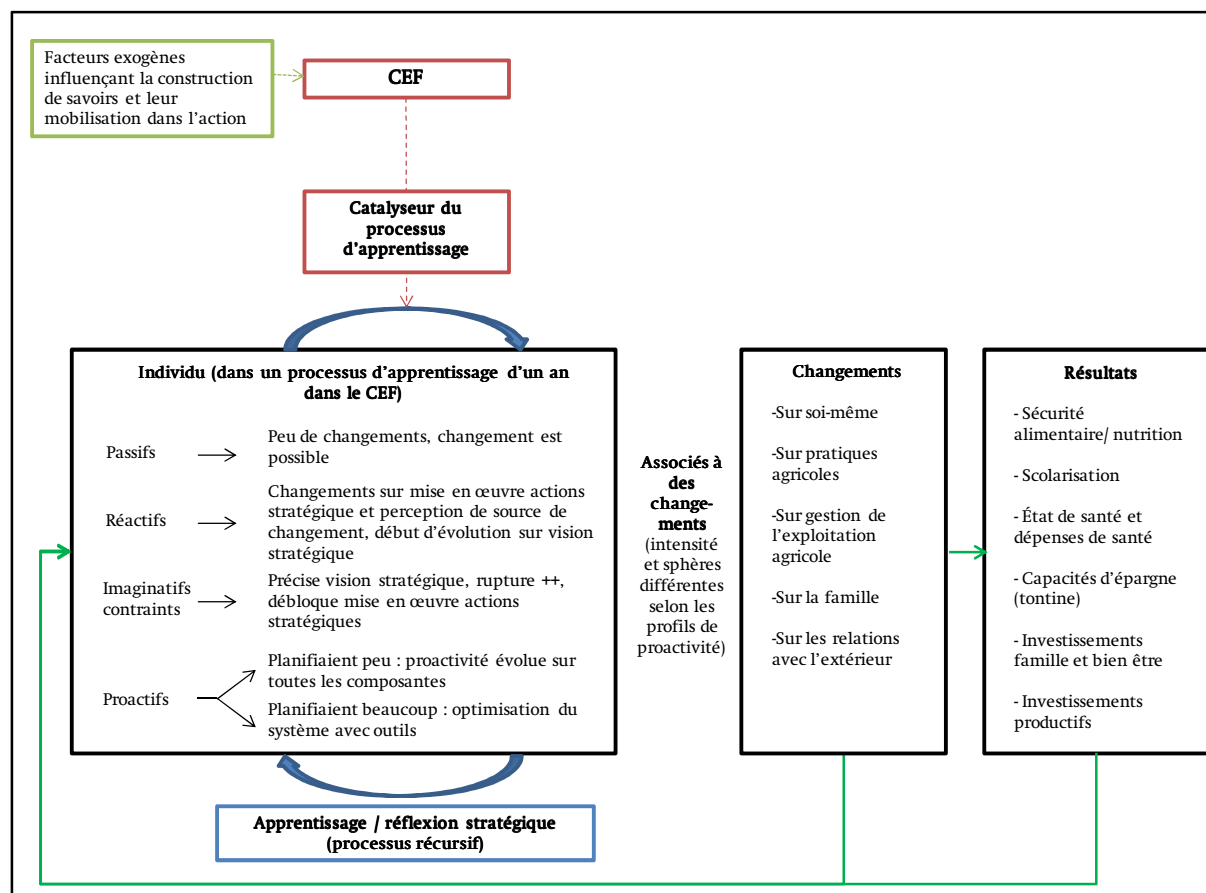 Facteurs exogènes
influençant la construction
de savoirs et leur
mobilisation dans l'action
CEF
Catalyseur du
processus
d'apprentissage
Individu (dans un processus d'apprentissage d'un an
dans le CEF)
Passifs
Peu de changements, changement est
possible
Réactifs
Changements sur mise en œuvre actions
stratégique et perception de source de
changement, début d'évolution sur vision
stratégique
Imaginatifs
contraints
Précise vision stratégique, rupture ++,
débloque mise en œuvre actions
stratégiques
Proactifs
Planifiaient peu : proactivité évolue sur
toutes les composantes
Planifiaient beaucoup : optimisation du
système avec outils
Associés à
des
change-
ments
(intensité
et sphères
différentes
selon les
profils de
proactivité)
Changements
-Sur soi-même
-Sur pratiques
agricoles
-Sur gestion de
l'exploitation
agricole
-Sur la famille
-Sur les relations
avec l'extérieur
Résultats
- Sécurité
alimentaire/ nutrition
- Scolarisation
- État de santé et
dépenses de santé
- Capacités d'épargne
(tontine)
- Investissements
famille et bien être
- Investissements
productifs
Apprentissage / réflexion stratégique
(processus récursif)